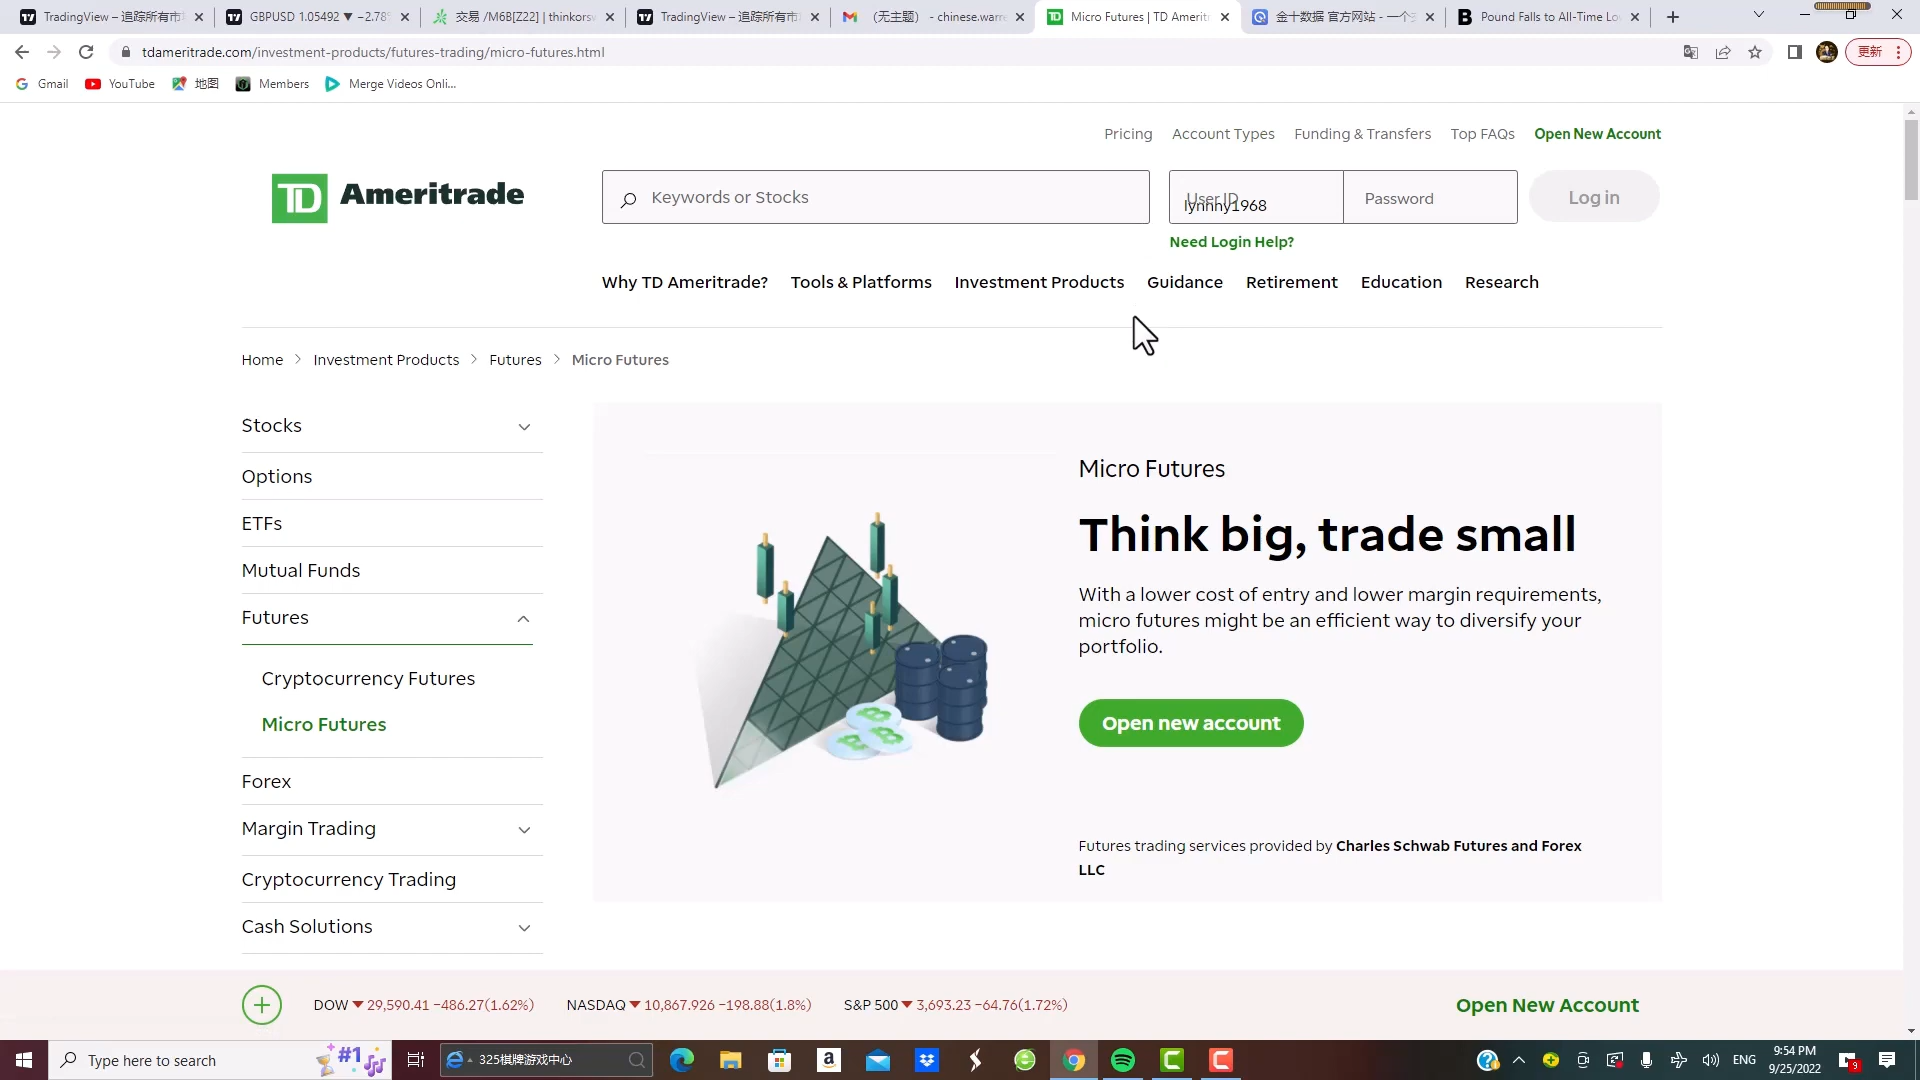 TradingView – 追踪所有市
GBPUSD 1.05492 ▼ −2.78
交易 /M6B[Z22] | thinkors
TradingView – 追踪所有市
(无主题) - chinese.warre
Micro Futures | TD Amerit
金十数据 官方网站 - 一个
Pound Falls to All-Time Lo
tdameritrade.com/investment-products/futures-trading/micro-futures.html
更新
Gmail
YouTube
地图
Members
Merge Videos Onli...
Pricing
Account Types
Funding & Transfers
Top FAQs
Open New Account
TD Ameritrade
Keywords or Stocks
User ID
lynnny1968
Password
Log in
Need Login Help?
Why TD Ameritrade?
Tools & Platforms
Investment Products
Guidance
Retirement
Education
Research
Home > Investment Products > Futures > Micro Futures
Stocks
Options
ETFs
Mutual Funds
Futures
Cryptocurrency Futures
Micro Futures
Forex
Margin Trading
Cryptocurrency Trading
Cash Solutions
Micro Futures
Think big, trade small
With a lower cost of entry and lower margin requirements,
micro futures might be an efficient way to diversify your
portfolio.
Open new account
Futures trading services provided by Charles Schwab Futures and Forex
LLC
DOW ▼ 29,590.41 −486.27(1.62%)
NASDAQ ▼ 10,867.926 −198.88(1.8%)
S&P 500 ▼ 3,693.23 −64.76(1.72%)
Open New Account
Type here to search
#1
325棋牌游戏中心
ENG
9:54 PM
9/25/2022
9